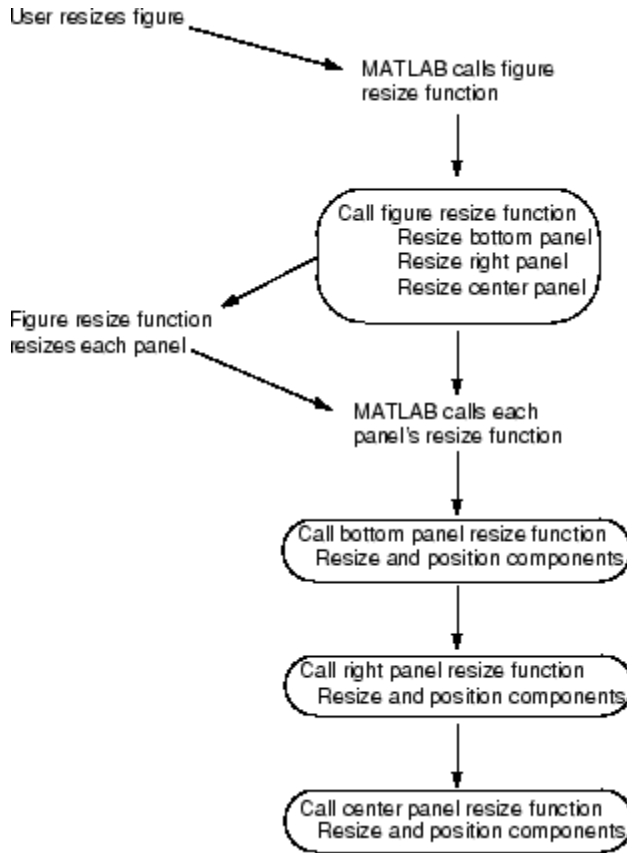 User resizes figure
MATLAB calls figure
resize function
Call figure resize function
Resize bottom panel
Resize right panel
Resize center panel
Figure resize function
resizes each panel
MATLAB calls each
panel's resize function
Call bottom panel resize function
Resize and position components
Call right panel resize function
Resize and position components
Call center panel resize function
Resize and position components